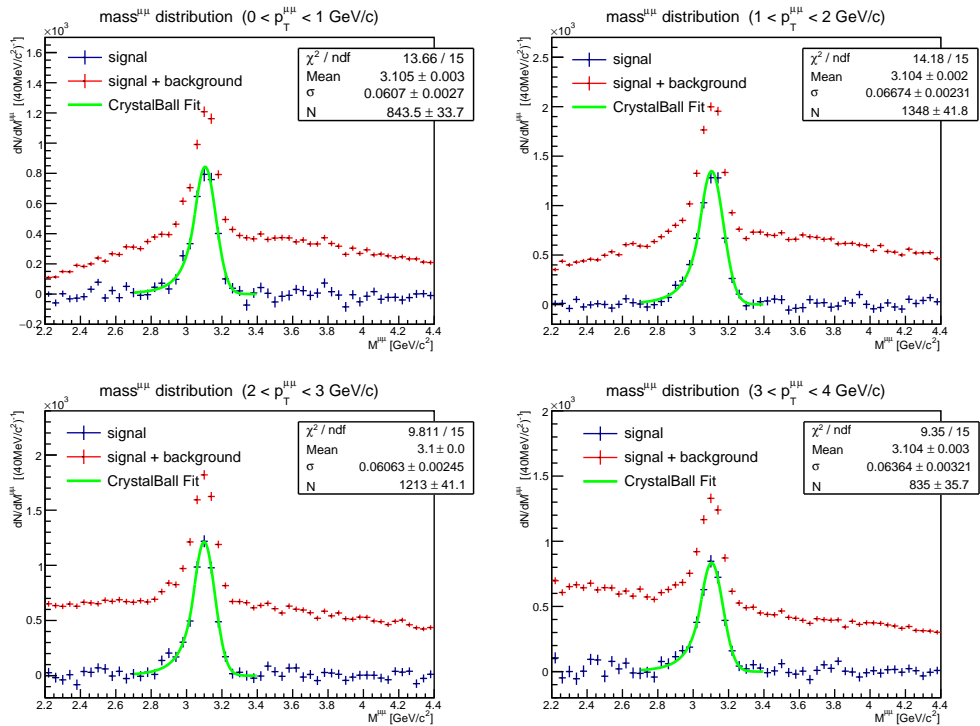 mass^μμ distribution (0 < p_T^μμ < 1 GeV/c)
×10³
dN/dM^μμ [(40MeV/c²)⁻¹]
signal
signal + background
CrystalBall Fit
χ² / ndf 13.66 / 15
Mean 3.105 ± 0.003
σ 0.0607 ± 0.0027
N 843.5 ± 33.7
1.6
1.4
1.2
1
0.8
0.6
0.4
0.2
0
−0.2
2.2 2.4 2.6 2.8 3 3.2 3.4 3.6 3.8 4 4.2 4.4
M^μμ [GeV/c²]
mass^μμ distribution (1 < p_T^μμ < 2 GeV/c)
×10³
dN/dM^μμ [(40MeV/c²)⁻¹]
signal
signal + background
CrystalBall Fit
χ² / ndf 14.18 / 15
Mean 3.104 ± 0.002
σ 0.06674 ± 0.00231
N 1348 ± 41.8
2.5
2
1.5
1
0.5
0
2.2 2.4 2.6 2.8 3 3.2 3.4 3.6 3.8 4 4.2 4.4
M^μμ [GeV/c²]
mass^μμ distribution (2 < p_T^μμ < 3 GeV/c)
×10³
dN/dM^μμ [(40MeV/c²)⁻¹]
signal
signal + background
CrystalBall Fit
χ² / ndf 9.811 / 15
Mean 3.1 ± 0.0
σ 0.06063 ± 0.00245
N 1213 ± 41.1
2
1.5
1
0.5
0
2.2 2.4 2.6 2.8 3 3.2 3.4 3.6 3.8 4 4.2 4.4
M^μμ [GeV/c²]
mass^μμ distribution (3 < p_T^μμ < 4 GeV/c)
×10³
dN/dM^μμ [(40MeV/c²)⁻¹]
signal
signal + background
CrystalBall Fit
χ² / ndf 9.35 / 15
Mean 3.104 ± 0.003
σ 0.06364 ± 0.00321
N 835 ± 35.7
2
1.5
1
0.5
0
2.2 2.4 2.6 2.8 3 3.2 3.4 3.6 3.8 4 4.2 4.4
M^μμ [GeV/c²]